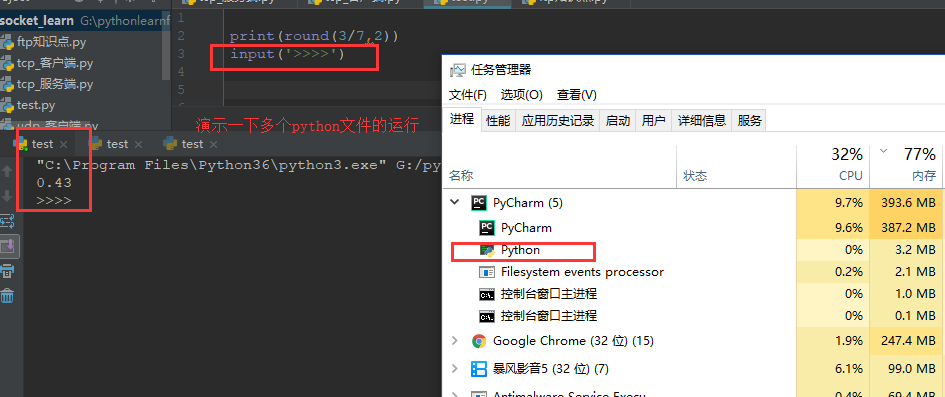 socket_learn G:\pythonlearnf
ftp知识点.py
tcp_客户端.py
tcp_服务端.py
test.py
udp_客户端.py
1
2
3
4
5
print(round(3/7,2))
input('>>>>')
演示一下多个python文件的运行
test × test × test ×
"C:\Program Files\Python36\python3.exe" G:/py
0.43
>>>>
任务管理器
文件(F) 选项(O) 查看(V)
进程 性能 应用历史记录 启动 用户 详细信息 服务
32% 77%
名称 状态 CPU 内存
PyCharm (5) 9.7% 393.6 MB
PyCharm 9.6% 387.2 MB
Python 0% 3.2 MB
Filesystem events processor 0.2% 2.1 MB
控制台窗口主进程 0% 1.0 MB
控制台窗口主进程 0% 0.1 MB
Google Chrome (32 位) (15) 1.9% 247.4 MB
暴风影音5 (32 位) (7) 6.1% 99.0 MB
Antimalware Service Execu 0.4% 69.4 MB